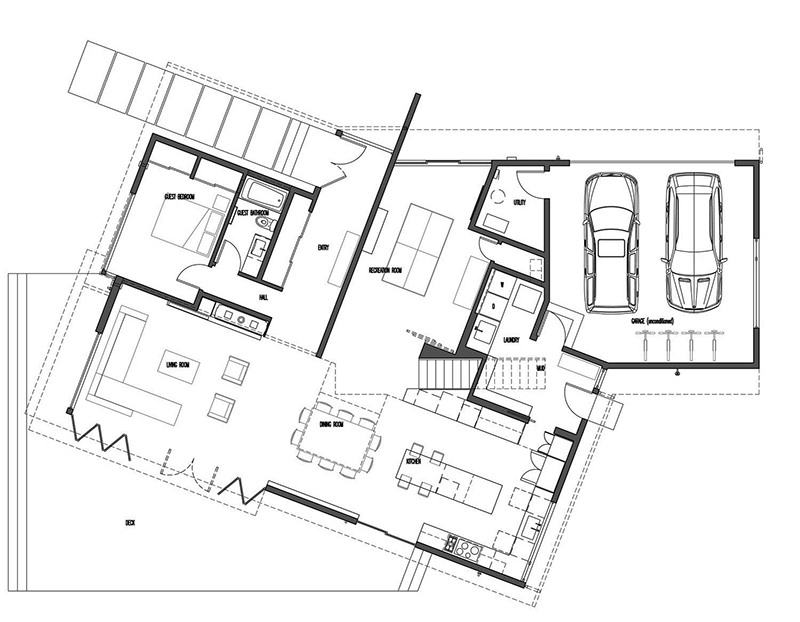 GUEST BEDROOM
GUEST BATHROOM
UTILITY
ENTRY
RECREATION ROOM
HALL
W
D
GARAGE (unconditioned)
LAUNDRY
LIVING ROOM
MUD
DINING ROOM
KITCHEN
DECK